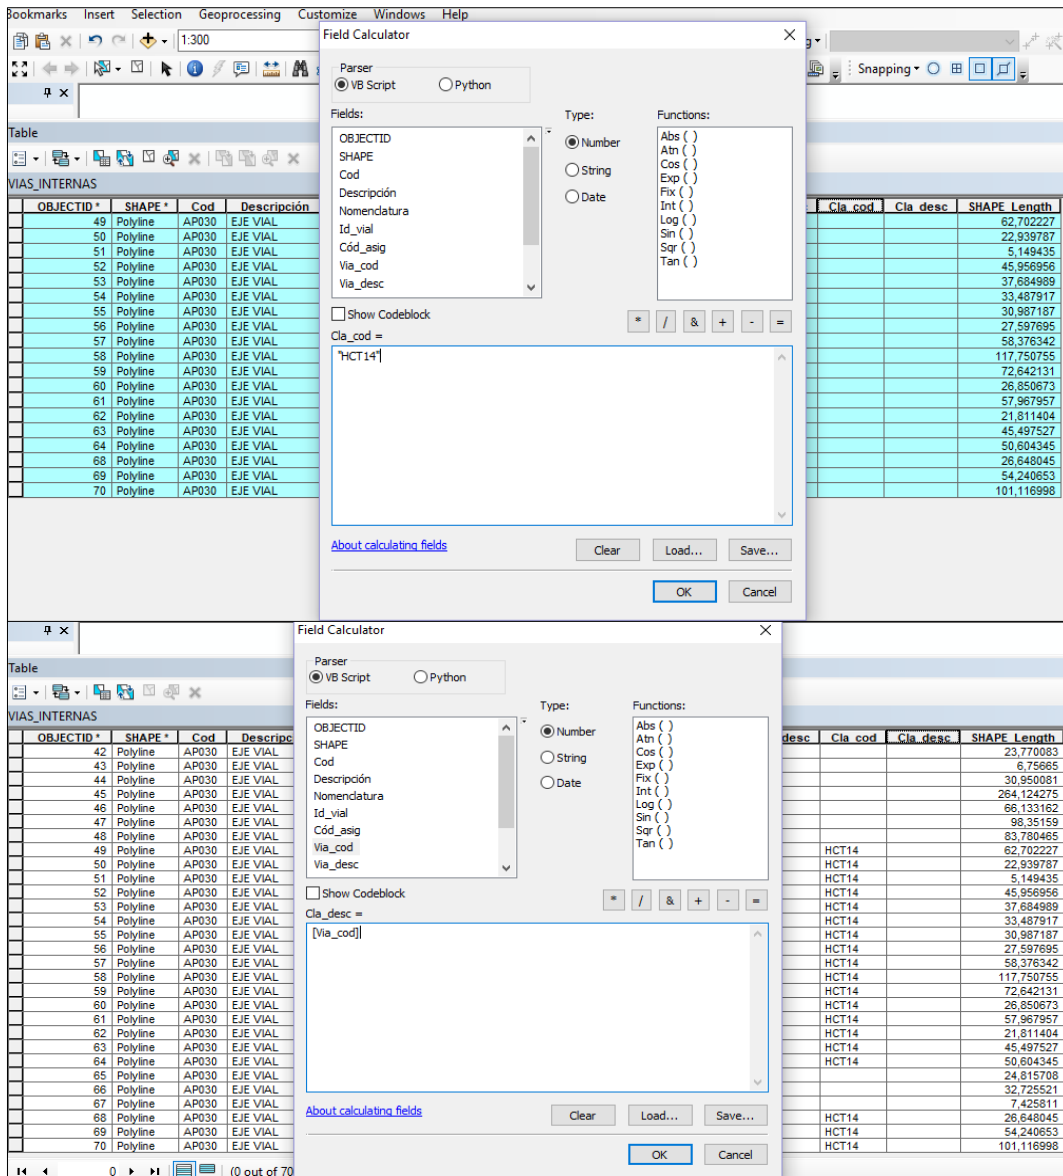 Bookmarks Insert Selection Geoprocessing Customize Windows Help
1:300
Snapping
Field Calculator
Parser
VB Script Python
Fields: Type: Functions:
OBJECTID
SHAPE
Cod
Descripción
Nomenclatura
Id_vial
Cód_asig
Via_cod
Via_desc
Number
String
Date
Abs ( )
Atn ( )
Cos ( )
Exp ( )
Fix ( )
Int ( )
Log ( )
Sin ( )
Sqr ( )
Tan ( )
Show Codeblock
* / & + - =
Cla_cod =
"HCT14"
About calculating fields
Clear Load... Save...
OK Cancel
Table
VIAS_INTERNAS
OBJECTID * SHAPE * Cod Descripción Cla_cod Cla_desc SHAPE_Length
49 Polyline AP030 EJE VIAL 62,702227
50 Polyline AP030 EJE VIAL 22,939787
51 Polyline AP030 EJE VIAL 5,149435
52 Polyline AP030 EJE VIAL 45,956956
53 Polyline AP030 EJE VIAL 37,684989
54 Polyline AP030 EJE VIAL 33,487917
55 Polyline AP030 EJE VIAL 30,987187
56 Polyline AP030 EJE VIAL 27,597695
57 Polyline AP030 EJE VIAL 58,376342
58 Polyline AP030 EJE VIAL 117,750755
59 Polyline AP030 EJE VIAL 72,642131
60 Polyline AP030 EJE VIAL 26,850673
61 Polyline AP030 EJE VIAL 57,967957
62 Polyline AP030 EJE VIAL 21,811404
63 Polyline AP030 EJE VIAL 45,497527
64 Polyline AP030 EJE VIAL 50,604345
68 Polyline AP030 EJE VIAL 26,648045
69 Polyline AP030 EJE VIAL 54,240653
70 Polyline AP030 EJE VIAL 101,116998
Field Calculator
Parser
VB Script Python
Fields: Type: Functions:
OBJECTID
SHAPE
Cod
Descripción
Nomenclatura
Id_vial
Cód_asig
Via_cod
Via_desc
Number
String
Date
Abs ( )
Atn ( )
Cos ( )
Exp ( )
Fix ( )
Int ( )
Log ( )
Sin ( )
Sqr ( )
Tan ( )
Show Codeblock
* / & + - =
Cla_desc =
[Via_cod]
About calculating fields
Clear Load... Save...
OK Cancel
Table
VIAS_INTERNAS
OBJECTID * SHAPE * Cod Descripc desc Cla_cod Cla_desc SHAPE_Length
42 Polyline AP030 EJE VIAL 23,770083
43 Polyline AP030 EJE VIAL 6,75665
44 Polyline AP030 EJE VIAL 30,950081
45 Polyline AP030 EJE VIAL 264,124275
46 Polyline AP030 EJE VIAL 66,133162
47 Polyline AP030 EJE VIAL 98,35159
48 Polyline AP030 EJE VIAL 83,780465
49 Polyline AP030 EJE VIAL HCT14 62,702227
50 Polyline AP030 EJE VIAL HCT14 22,939787
51 Polyline AP030 EJE VIAL HCT14 5,149435
52 Polyline AP030 EJE VIAL HCT14 45,956956
53 Polyline AP030 EJE VIAL HCT14 37,684989
54 Polyline AP030 EJE VIAL HCT14 33,487917
55 Polyline AP030 EJE VIAL HCT14 30,987187
56 Polyline AP030 EJE VIAL HCT14 27,597695
57 Polyline AP030 EJE VIAL HCT14 58,376342
58 Polyline AP030 EJE VIAL HCT14 117,750755
59 Polyline AP030 EJE VIAL HCT14 72,642131
60 Polyline AP030 EJE VIAL HCT14 26,850673
61 Polyline AP030 EJE VIAL HCT14 57,967957
62 Polyline AP030 EJE VIAL HCT14 21,811404
63 Polyline AP030 EJE VIAL HCT14 45,497527
64 Polyline AP030 EJE VIAL HCT14 50,604345
65 Polyline AP030 EJE VIAL 24,815708
66 Polyline AP030 EJE VIAL 32,725521
67 Polyline AP030 EJE VIAL 7,425811
68 Polyline AP030 EJE VIAL HCT14 26,648045
69 Polyline AP030 EJE VIAL HCT14 54,240653
70 Polyline AP030 EJE VIAL HCT14 101,116998
0 (0 out of 70